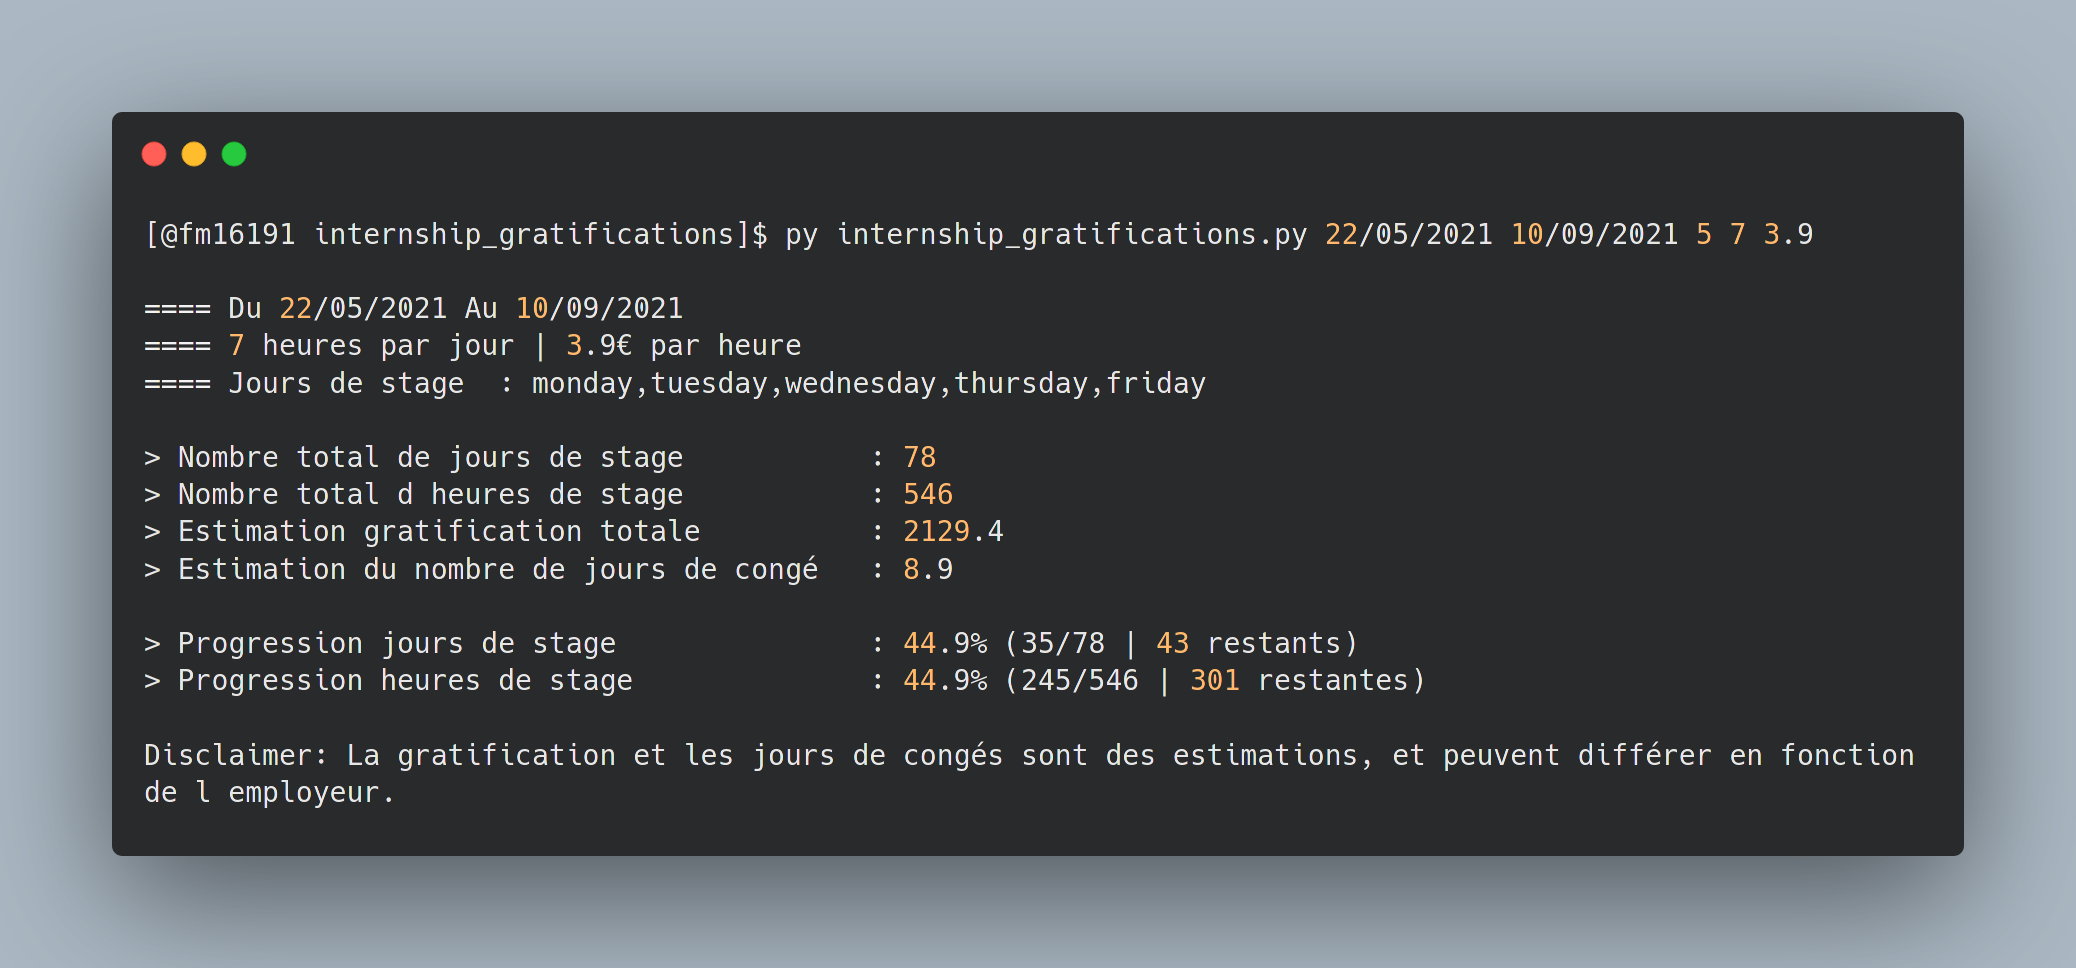 [@fm16191 internship_gratifications]$ py internship_gratifications.py 22/05/2021 10/09/2021 5 7 3.9
==== Du 22/05/2021 Au 10/09/2021
==== 7 heures par jour | 3.9€ par heure
==== Jours de stage  : monday,tuesday,wednesday,thursday,friday
> Nombre total de jours de stage           : 78
> Nombre total d heures de stage           : 546
> Estimation gratification totale          : 2129.4
> Estimation du nombre de jours de congé   : 8.9
> Progression jours de stage               : 44.9% (35/78 | 43 restants)
> Progression heures de stage              : 44.9% (245/546 | 301 restantes)
Disclaimer: La gratification et les jours de congés sont des estimations, et peuvent différer en fonction
de l employeur.